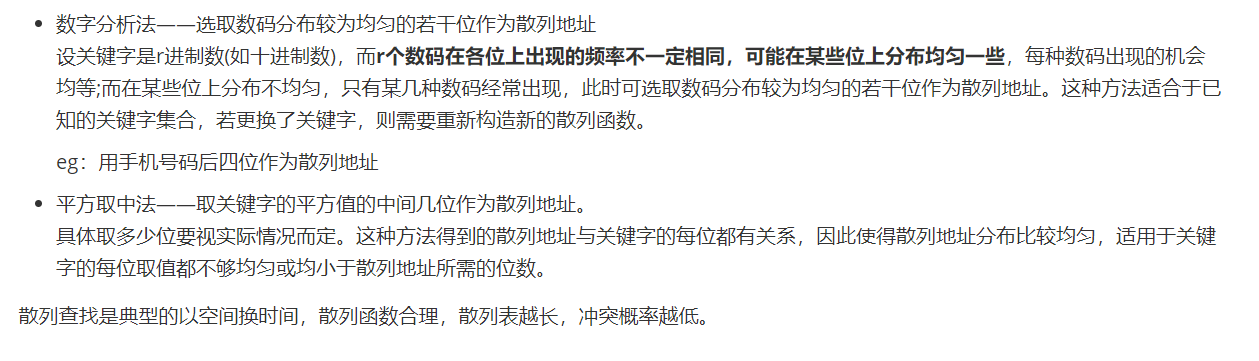 • 数字分析法——选取数码分布较为均匀的若干位作为散列地址
设关键字是r进制数(如十进制数)，而r个数码在各位上出现的频率不一定相同，可能在某些位上分布均匀一些，每种数码出现的机会
均等;而在某些位上分布不均匀，只有某几种数码经常出现，此时可选取数码分布较为均匀的若干位作为散列地址。这种方法适合于已
知的关键字集合，若更换了关键字，则需要重新构造新的散列函数。
eg：用手机号码后四位作为散列地址
• 平方取中法——取关键字的平方值的中间几位作为散列地址。
具体取多少位要视实际情况而定。这种方法得到的散列地址与关键字的每位都有关系，因此使得散列地址分布比较均匀，适用于关键
字的每位取值都不够均匀或均小于散列地址所需的位数。
散列查找是典型的以空间换时间，散列函数合理，散列表越长，冲突概率越低。